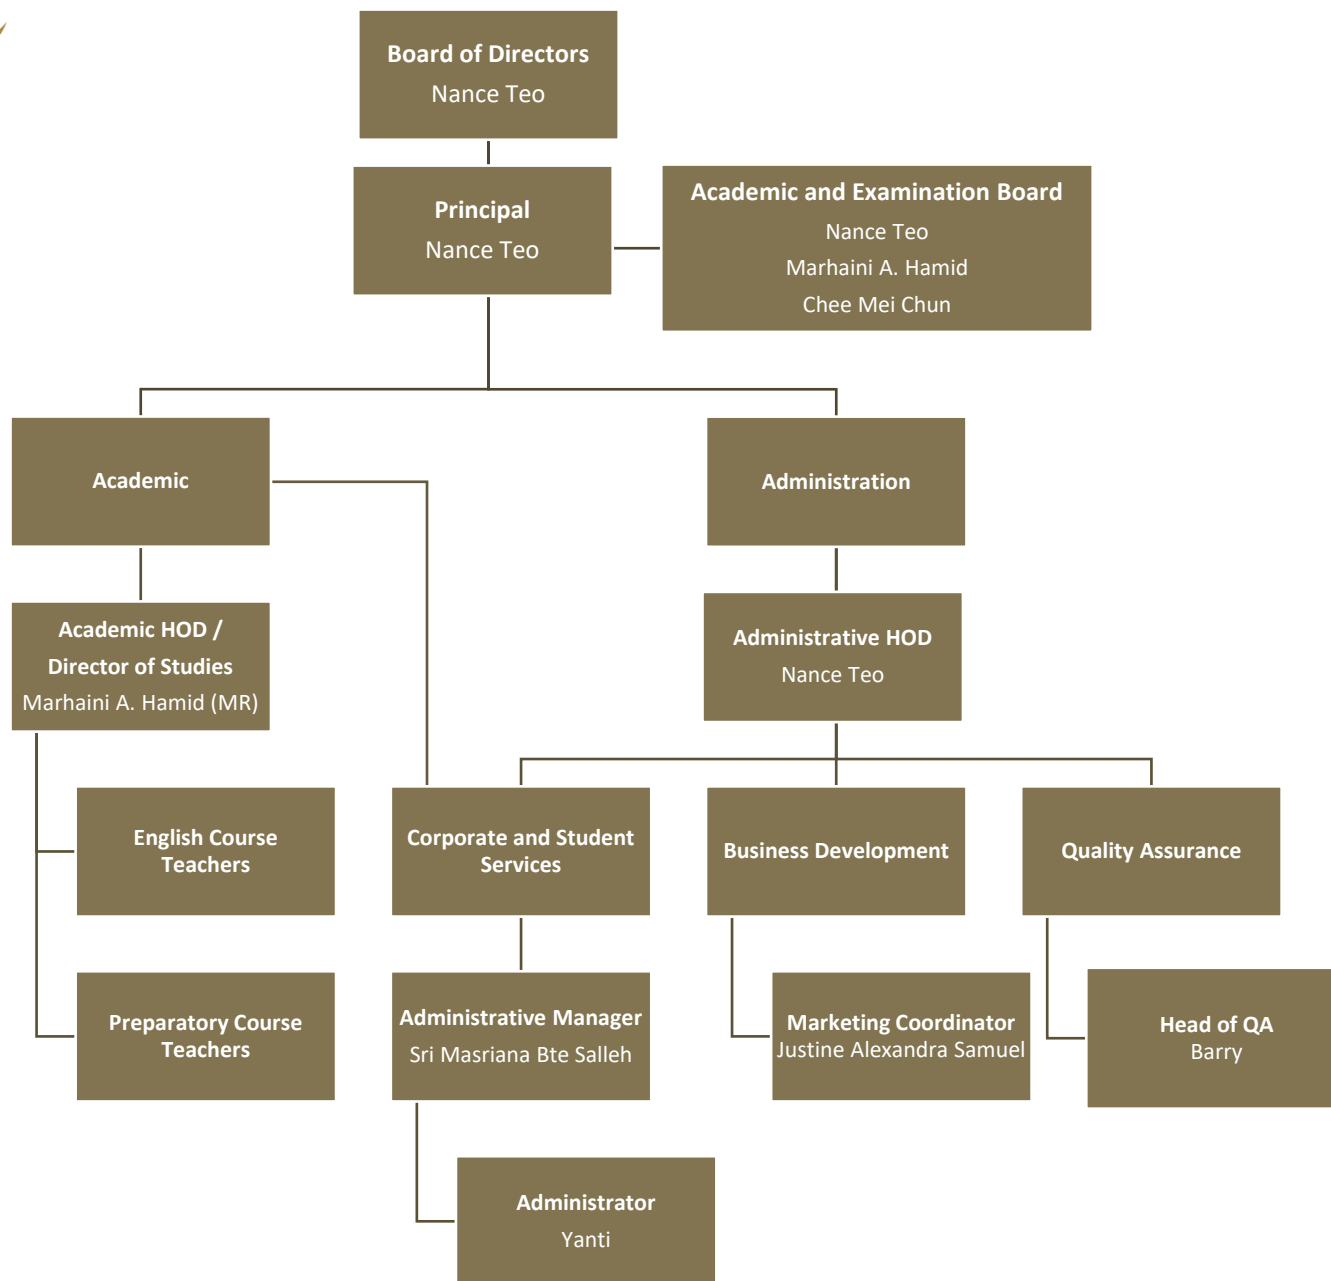 Board of Directors
Nance Teo
Principal
Nance Teo
Academic and Examination Board
Nance Teo
Marhaini A. Hamid
Chee Mei Chun
Academic
Administration
Academic HOD /
Director of Studies
Marhaini A. Hamid (MR)
Administrative HOD
Nance Teo
English Course
Teachers
Corporate and Student
Services
Business Development
Quality Assurance
Preparatory Course
Teachers
Administrative Manager
Sri Masriana Bte Salleh
Marketing Coordinator
Justine Alexandra Samuel
Head of QA
Barry
Administrator
Yanti